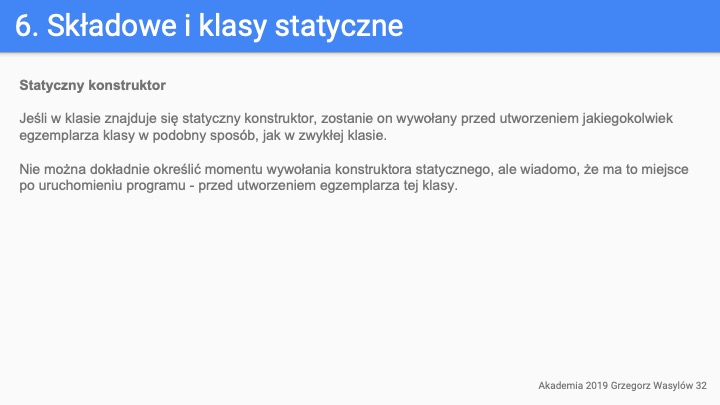 6. Składowe i klasy statyczne
Statyczny konstruktor
Jeśli w klasie znajduje się statyczny konstruktor, zostanie on wywołany przed utworzeniem jakiegokolwiek
egzemplarza klasy w podobny sposób, jak w zwykłej klasie.
Nie można dokładnie określić momentu wywołania konstruktora statycznego, ale wiadomo, że ma to miejsce
po uruchomieniu programu - przed utworzeniem egzemplarza tej klasy.
Akademia 2019 Grzegorz Wasylów 32